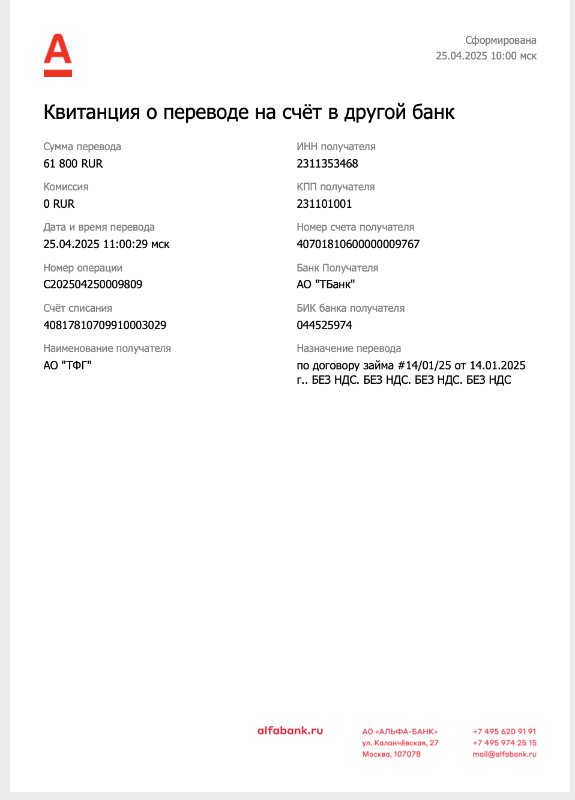 А
Сформирована
25.04.2025 10:00 мск
Квитанция о переводе на счёт в другой банк
Сумма перевода
61 800 RUR
Комиссия
0 RUR
Дата и время перевода
25.04.2025 11:00:29 мск
Номер операции
C202504250009809
Счёт списания
40817810709910003029
Наименование получателя
АО "ТФГ"
ИНН получателя
2311353468
КПП получателя
231101001
Номер счета получателя
40701810600000009767
Банк Получателя
АО "ТБанк"
БИК банка получателя
044525974
Назначение перевода
по договору займа #14/01/25 от 14.01.2025
г.. БЕЗ НДС. БЕЗ НДС. БЕЗ НДС. БЕЗ НДС
alfabank.ru
АО «АЛЬФА-БАНК»
ул. Каланчёвская, 27
Москва, 107078
+7 495 620 91 91
+7 495 974 25 15
mail@alfabank.ru